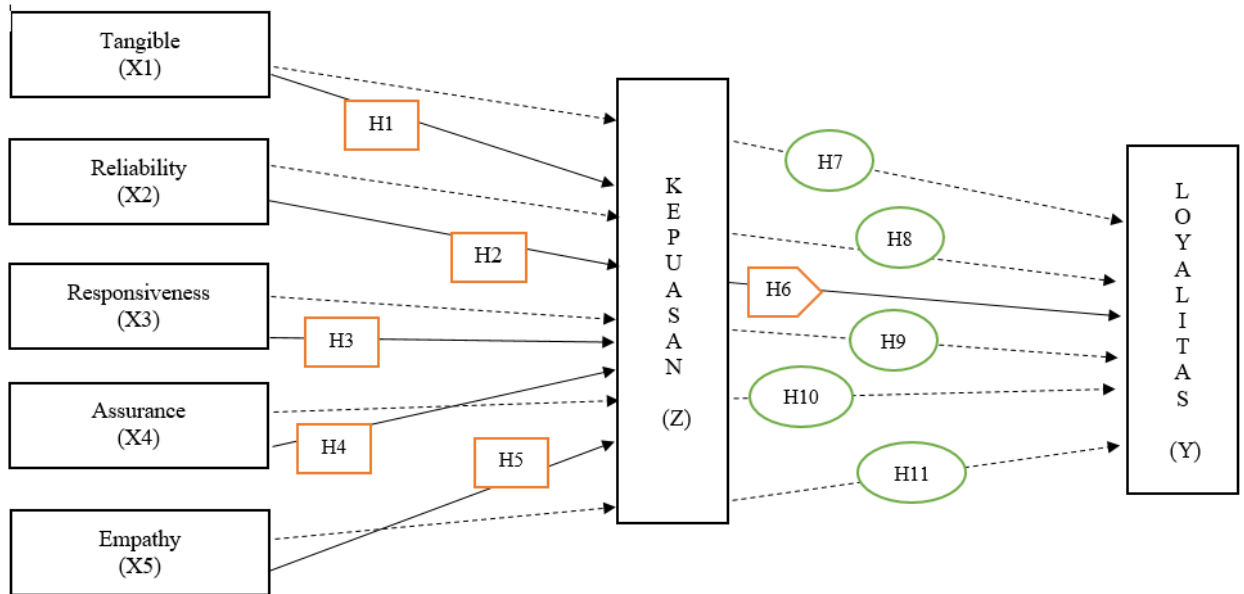 Tangible
(X1)
H1
Reliability
(X2)
H2
Responsiveness
(X3)
H3
Assurance
(X4)
H4
Empathy
(X5)
H5
K
E
P
U
A
S
A
N
(Z)
H7
H8
H6
H9
H10
H11
L
O
Y
A
L
I
T
A
S
(Y)